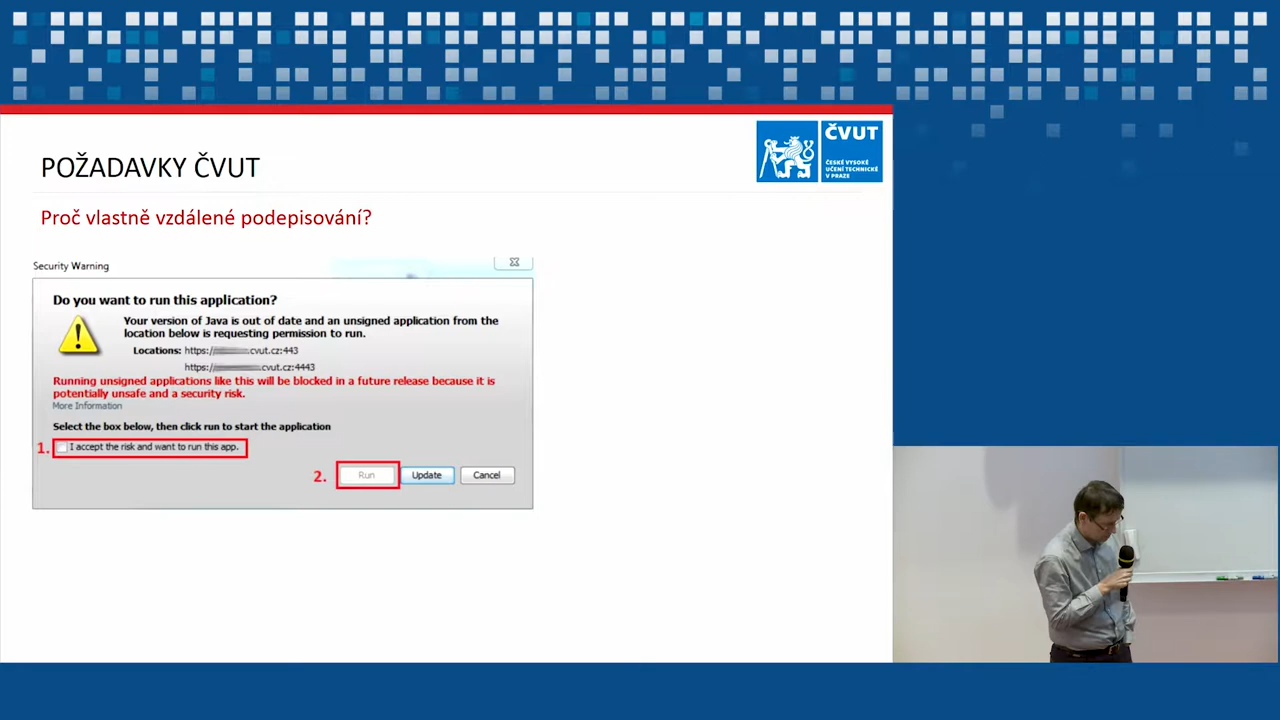 POŽADAVKY ČVUT
ČVUT
ČESKÉ VYSOKÉ
UČENÍ TECHNICKÉ
V PRAZE
Proč vlastně vzdálené podepisování?
Security Warning
Do you want to run this application?
Your version of Java is out of date and an unsigned application from the
location below is requesting permission to run.
Locations: https://.cvut.cz:443
https://.cvut.cz:4443
Running unsigned applications like this will be blocked in a future release because it is
potentially unsafe and a security risk.
More Information
Select the box below, then click run to start the application
1. I accept the risk and want to run this app.
2. Run Update Cancel